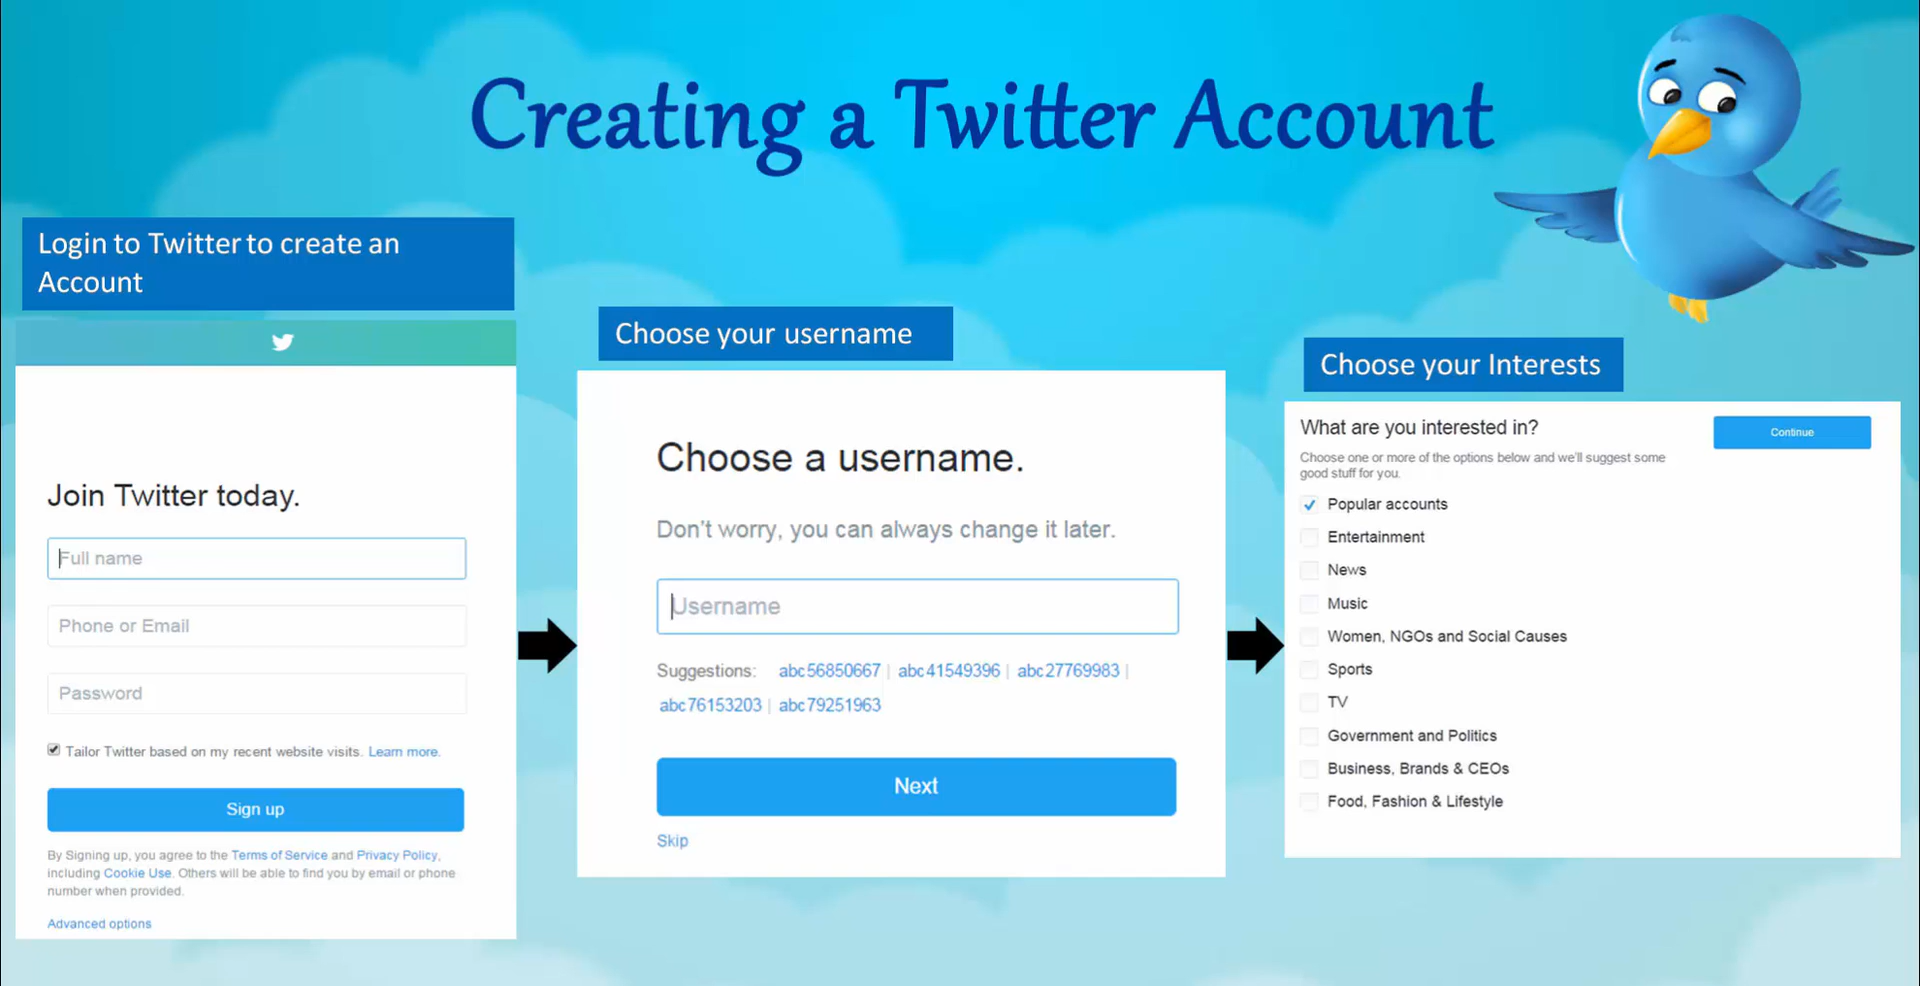 Creating a Twitter Account
Login to Twitter to create an
Account
Join Twitter today.
Full name
Phone or Email
Password
Tailor Twitter based on my recent website visits. Learn more.
Sign up
By Signing up, you agree to the Terms of Service and Privacy Policy,
including Cookie Use. Others will be able to find you by email or phone
number when provided.
Advanced options
Choose your username
Choose a username.
Don't worry, you can always change it later.
Username
Suggestions: abc56850667 | abc41549396 | abc27769983 |
abc76153203 | abc79251963
Next
Skip
Choose your Interests
What are you interested in?
Continue
Choose one or more of the options below and we'll suggest some
good stuff for you.
Popular accounts
Entertainment
News
Music
Women, NGOs and Social Causes
Sports
TV
Government and Politics
Business, Brands & CEOs
Food, Fashion & Lifestyle